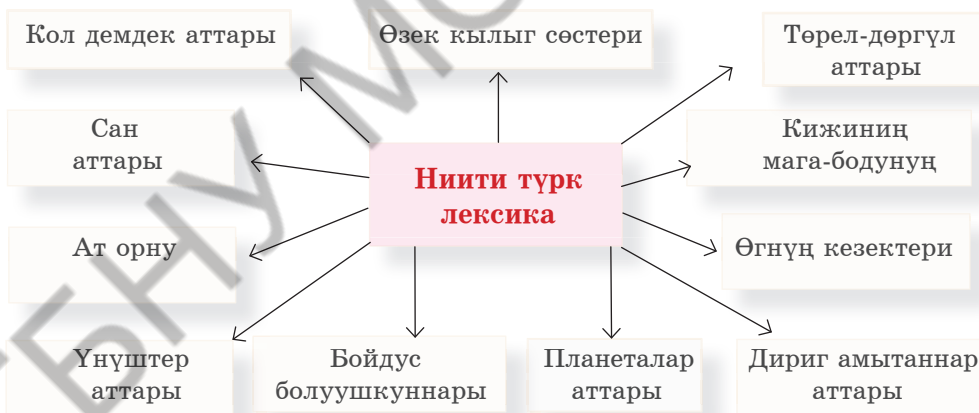 Кол демдек аттары
Өзек кылыг сөстери
Төрел-дөргүл
аттары
Сан
аттары
Ниити түрк
лексика
Кижиниң
мага-бодунуң
Ат орну
Өгнүң кезектери
Үнүштер
аттары
Бойдус
болуушкуннары
Планеталар
аттары
Дириг амытаннар
аттары